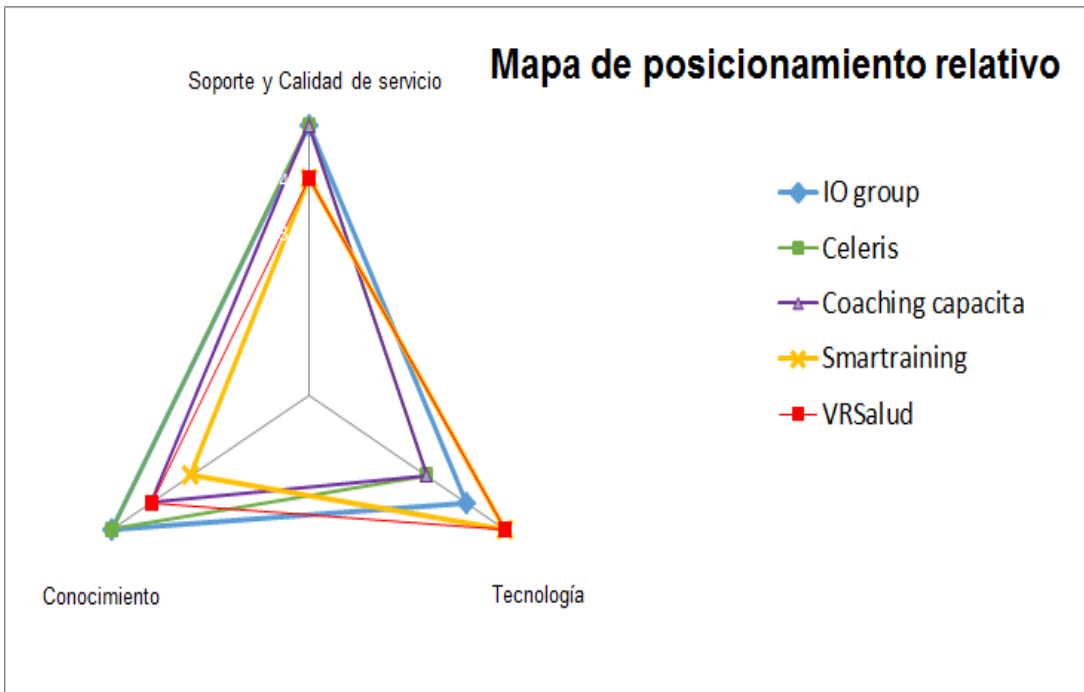 Mapa de posicionamiento relativo
Soporte y Calidad de servicio
IO group
Celeris
Coaching capacita
Smartraining
VRSalud
Conocimiento
Tecnología